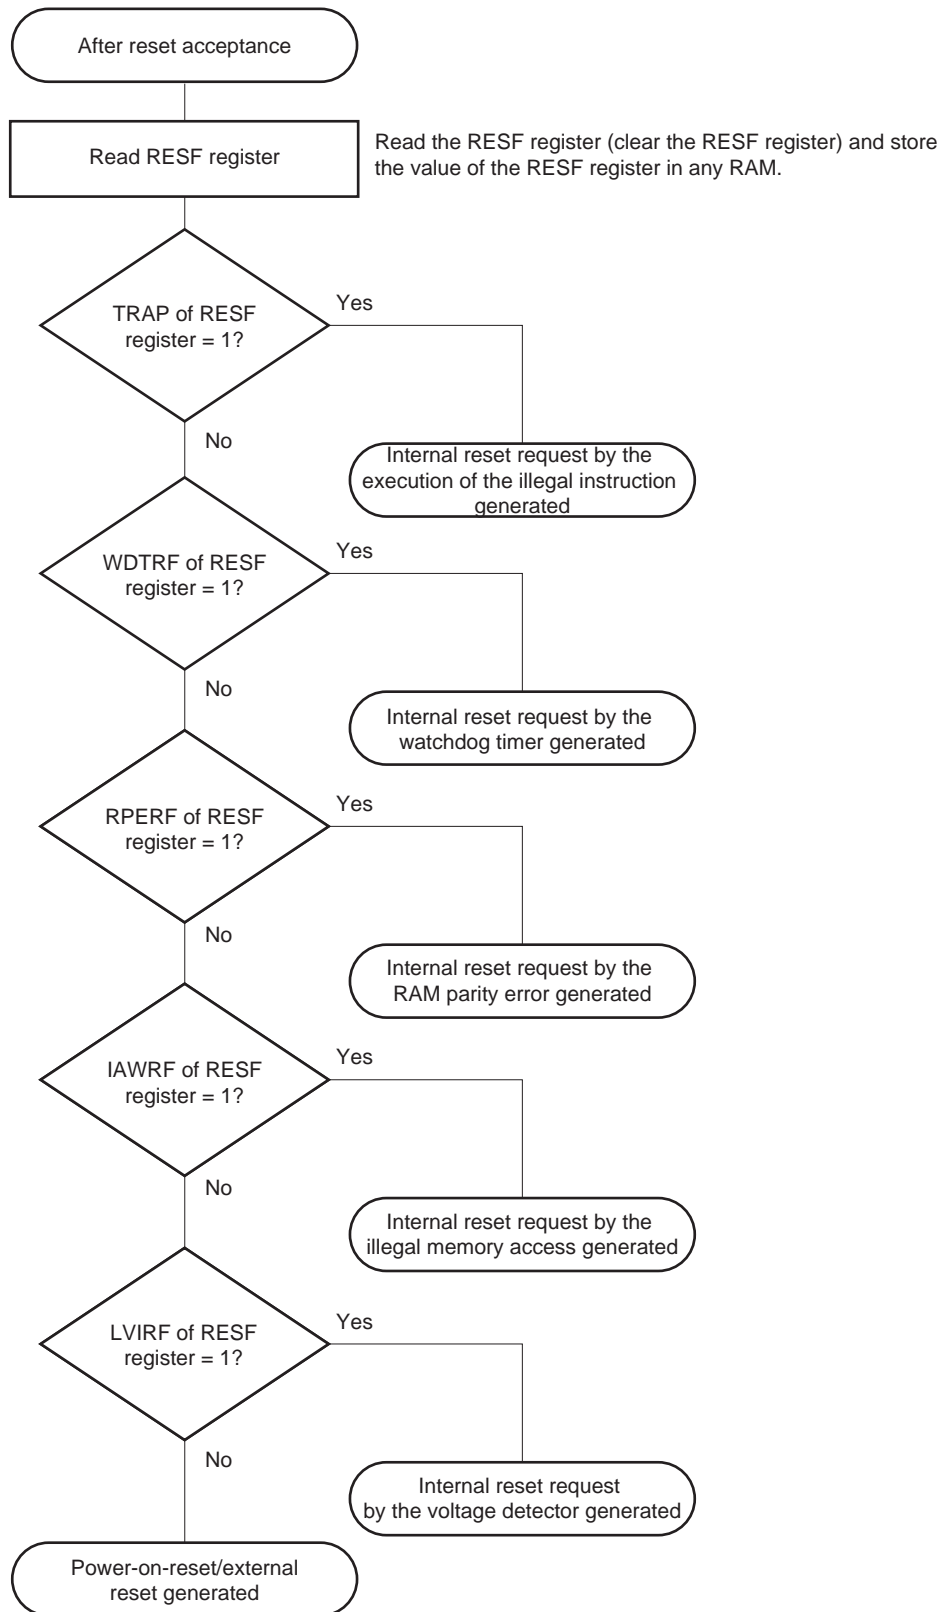 After reset acceptance
Read RESF register
Read the RESF register (clear the RESF register) and store
the value of the RESF register in any RAM.
TRAP of RESF
register = 1?
Yes
No
Internal reset request by the
execution of the illegal instruction
generated
WDTRF of RESF
register = 1?
Yes
No
Internal reset request by the
watchdog timer generated
RPERF of RESF
register = 1?
Yes
No
Internal reset request by the
RAM parity error generated
IAWRF of RESF
register = 1?
Yes
No
Internal reset request by the
illegal memory access generated
LVIRF of RESF
register = 1?
Yes
No
Internal reset request
by the voltage detector generated
Power-on-reset/external
reset generated